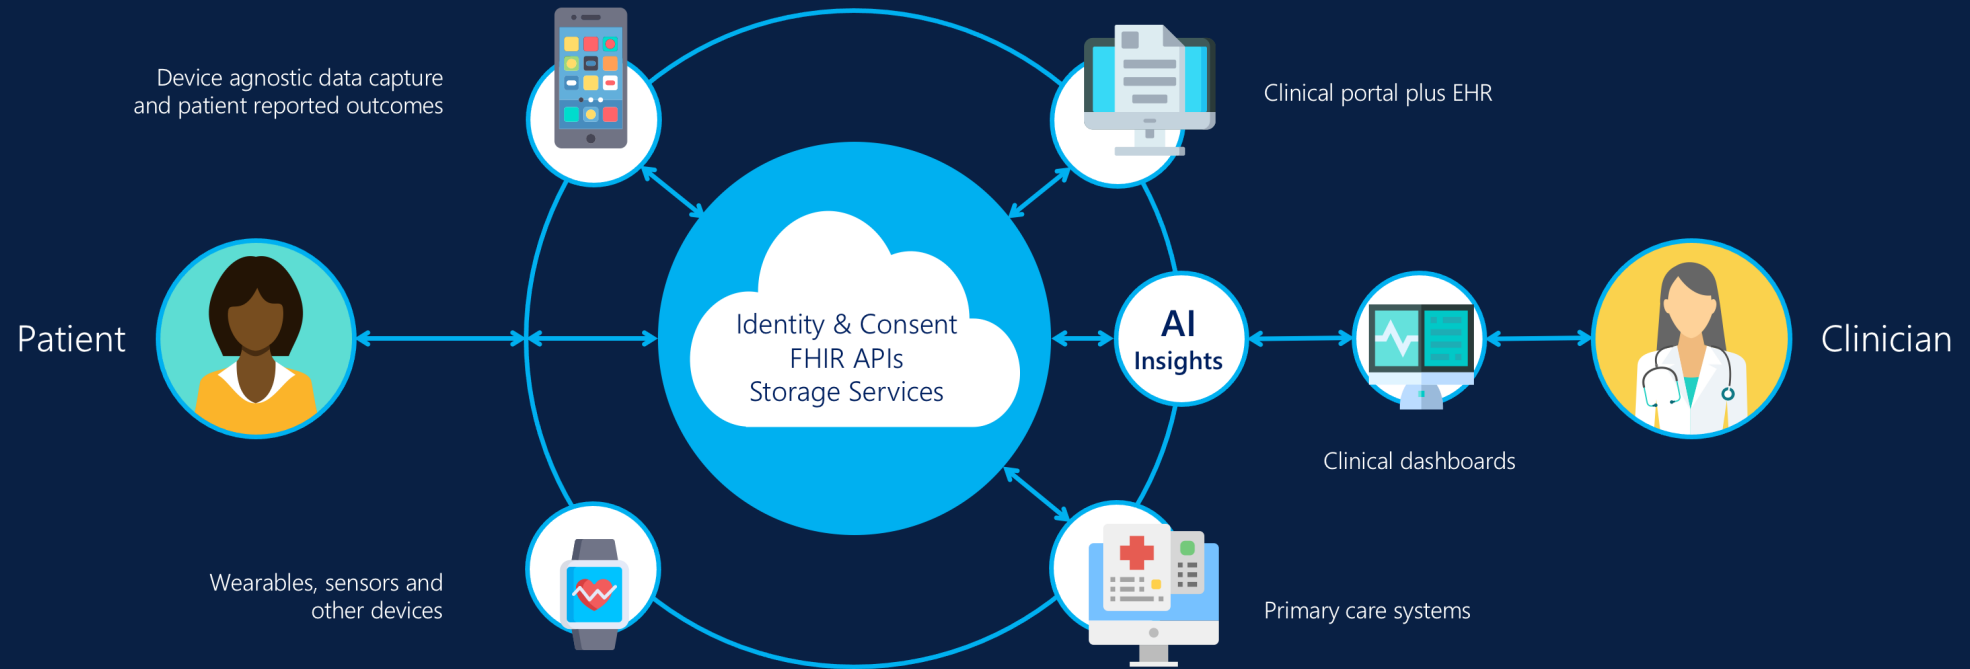 Device agnostic data capture
and patient reported outcomes
Clinical portal plus EHR
Patient
Identity & Consent
FHIR APIs
Storage Services
AI
Insights
Clinician
Clinical dashboards
Wearables, sensors and
other devices
Primary care systems